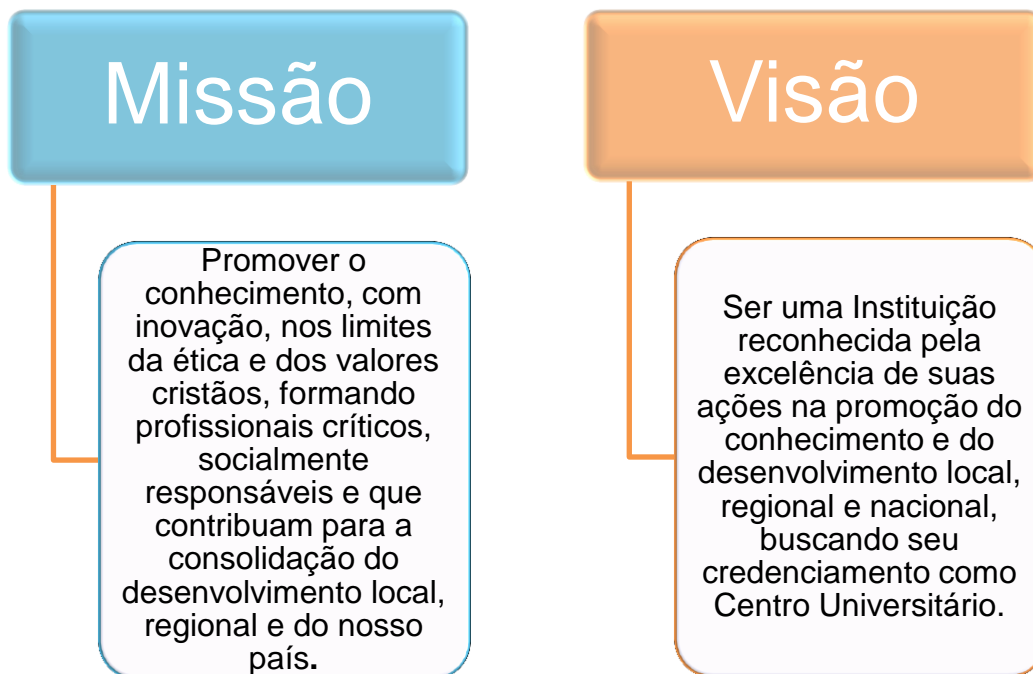 Missão
Promover o
conhecimento, com
inovação, nos limites
da ética e dos valores
cristãos, formando
profissionais críticos,
socialmente
responsáveis e que
contribuam para a
consolidação do
desenvolvimento local,
regional e do nosso
país.
Visão
Ser uma Instituição
reconhecida pela
excelência de suas
ações na promoção do
conhecimento e do
desenvolvimento local,
regional e nacional,
buscando seu
credenciamento como
Centro Universitário.